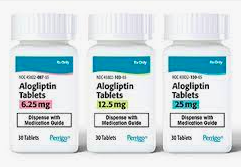 Rx Only
Alogliptin
Tablets
6.25 mg
Dispense with
Medication Guide
30 Tablets
Perrigo
Rx Only
Alogliptin
Tablets
12.5 mg
Dispense with
Medication Guide
30 Tablets
Perrigo
Rx Only
Alogliptin
Tablets
25 mg
Dispense with
Medication Guide
30 Tablets
Perrigo